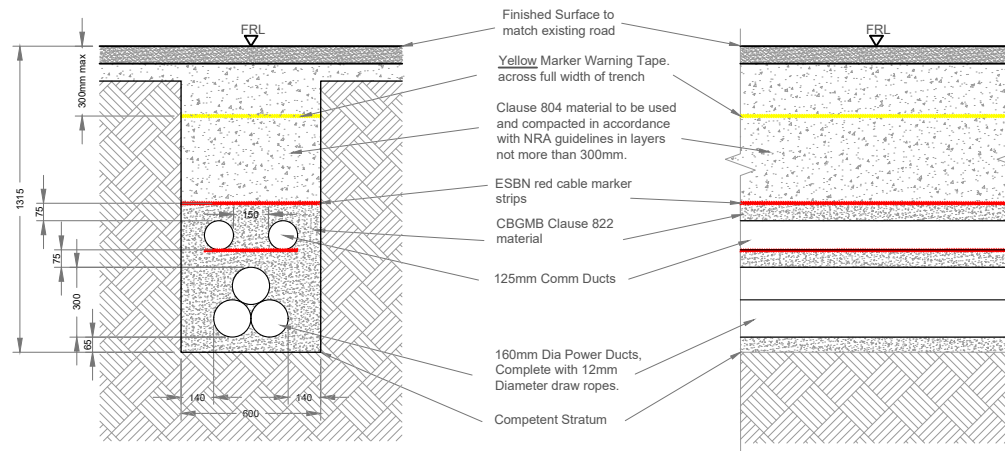 FRL
Finished Surface to
match existing road
FRL
300mm max
Yellow Marker Warning Tape.
across full width of trench
Clause 804 material to be used
and compacted in accordance
with NRA guidelines in layers
not more than 300mm.
1315
ESBN red cable marker
strips
75
150
CBGMB Clause 822
material
75
125mm Comm Ducts
300
65
160mm Dia Power Ducts,
Complete with 12mm
Diameter draw ropes.
140
140
600
Competent Stratum